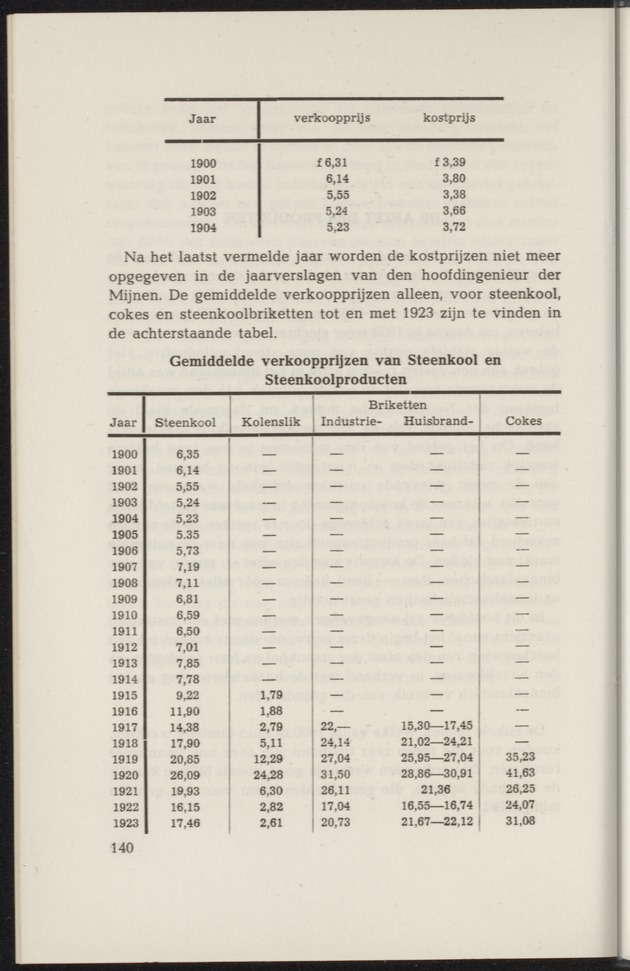 Jaar verkoopprijs kostprijs
1900 f 6,31 f 3,39
1901 6,14 3,80
1902 5,55 3,38
1903 5,24 3,66
1904 5,23 3,72
Na het laatst vermelde jaar worden de kostprijzen niet meer
opgegeven in de jaarverslagen van den hoofdingenieur der
Mijnen. De gemiddelde verkoopprijzen alleen, voor steenkool,
cokes en steenkoolbriketten tot en met 1923 zijn te vinden in
de achterstaande tabel.
Gemiddelde verkoopprijzen van Steenkool en
Steenkoolproducten
Briketten
Jaar Steenkool Kolenslik Industrie- Huisbrand- Cokes
1900 6,35 — — — —
1901 6,14 — — — —
1902 5,55 — — — —
1903 5,24 — — — —
1904 5,23 — — — —
1905 5.35 — — — —
1906 5,73 — — — —
1907 7,19 — — — —
1908 7,11 — — — —
1909 6,81 — — — —
1910 6,59 — — — —
1911 6,50 — — — —
1912 7,01 — — — —
1913 7,85 — — — —
1914 7,78 — — — —
1915 9,22 1,79 — — —
1916 11,90 1,88 — — —
1917 14,38 2,79 22,— 15,30—17,45 —
1918 17,90 5,11 24,14 21,02—24,21 —
1919 20,85 12,29 27,04 25,95—27,04 35,23
1920 26,09 24,28 31,50 28,86—30,91 41,63
1921 19,93 6,30 26,11 21,36 26,25
1922 16,15 2,82 17,04 16,55—16,74 24,07
1923 17,46 2,61 20,73 21,67—22,12 31,08
140